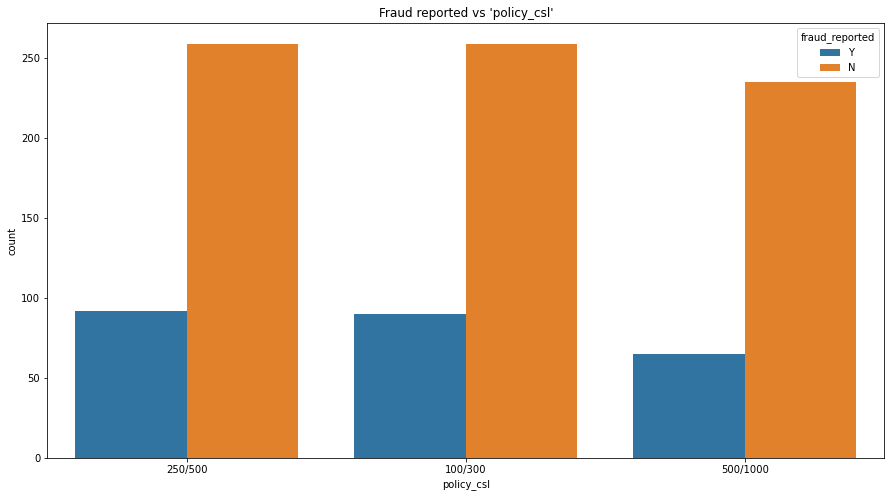 Fraud reported vs 'policy_csl'
fraud_reported
Y
N
count
250
200
150
100
50
0
250/500
100/300
500/1000
policy_csl